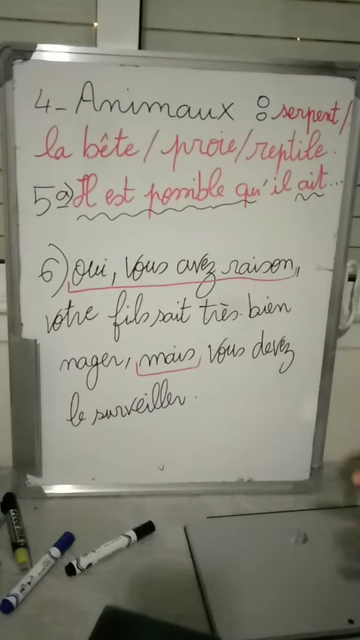 4- Animaux : serpent/
la bête / proie/reptile.
5a) Il est possible qu'il ait...
6) Oui, vous avez raison,
votre fils sait très bien
nager, mais vous devez
le surveiller.